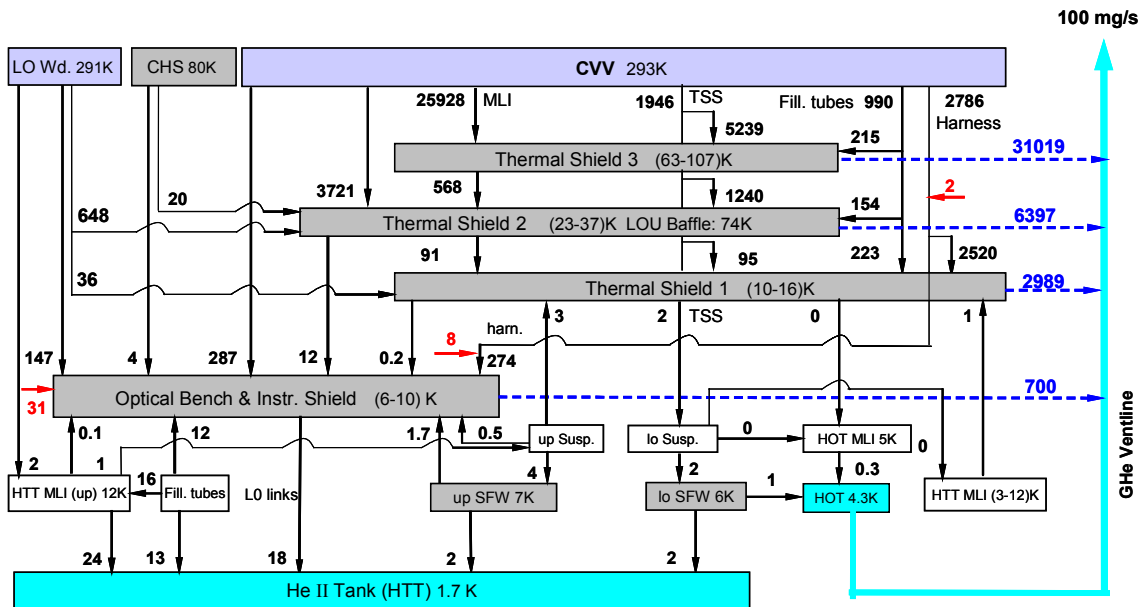 100 mg/s
LO Wd. 291K
CHS 80K
CVV 293K
25928
MLI
1946
TSS
Fill. tubes 990
2786
Harness
5239
215
31019
Thermal Shield 3 (63-107)K
20
3721
568
1240
154
2
648
6397
Thermal Shield 2 (23-37)K LOU Baffle: 74K
91
95
223
2520
36
2989
Thermal Shield 1 (10-16)K
3
2
TSS
0
1
harn.
8
147
4
287
12
0.2
274
31
700
Optical Bench & Instr. Shield (6-10) K
0.1
12
1.7
0.5
up Susp.
lo Susp.
0
HOT MLI 5K
0
2
1
16
4
2
0.3
HTT MLI (up) 12K
Fill. tubes
L0 links
up SFW 7K
lo SFW 6K
1
HOT 4.3K
HTT MLI (3-12)K
24
13
18
2
2
He II Tank (HTT) 1.7 K
GHe Ventline